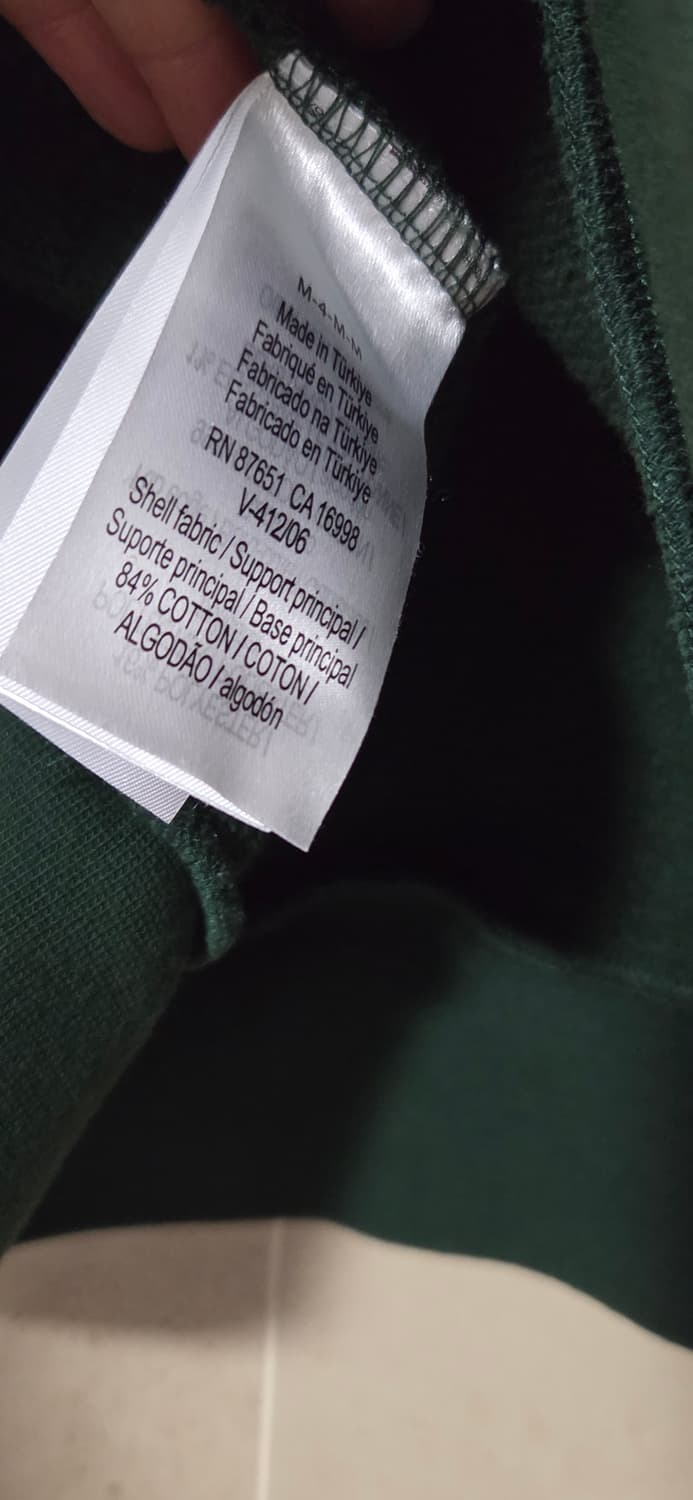 M-4-M-M
Made in Türkiye
Fabriqué en Türkiye
Fabricado na Türkiye
Fabricado en Türkiye
RN 87651 CA 16998
V-412/06
Shell fabric / Support principal /
Suporte principal / Base principal
84% COTTON / COTON /
ALGODÃO / algodón